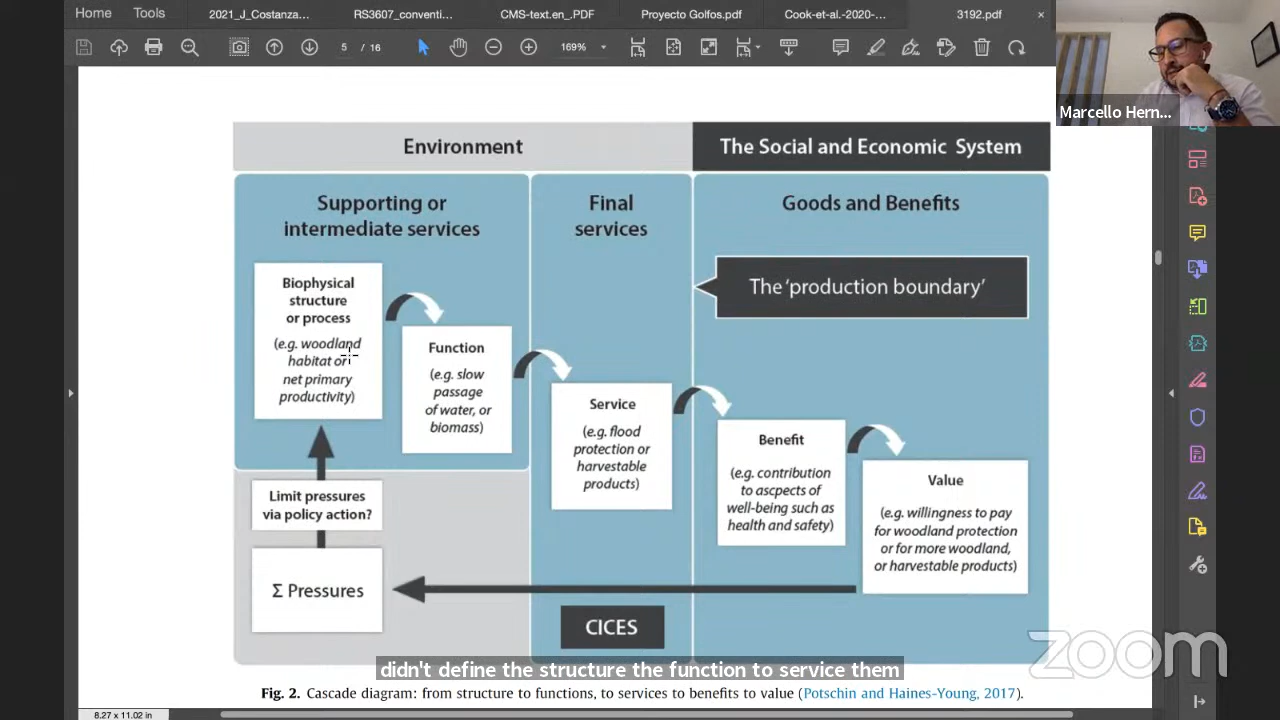 Home
Tools
2021_J_Costanza...
RS3607_conventi...
CMS-text.en_.PDF
Proyecto Golfos.pdf
Cook-et-al.-2020-...
3192.pdf
×
5 / 16
169%
Marcello Hern...
Environment
The Social and Economic System
Supporting or
intermediate services
Final
services
Goods and Benefits
The ‘production boundary’
Biophysical
structure
or process
(e.g. woodland
habitat or
net primary
productivity)
Function
(e.g. slow
passage
of water, or
biomass)
Service
(e.g. flood
protection or
harvestable
products)
Benefit
(e.g. contribution
to ascpects of
well-being such as
health and safety)
Value
(e.g. willingness to pay
for woodland protection
or for more woodland,
or harvestable products)
Limit pressures
via policy action?
Σ Pressures
CICES
zoom
didn't define the structure the function to service them
Fig. 2. Cascade diagram: from structure to functions, to services to benefits to value (Potschin and Haines-Young, 2017).
8.27 x 11.02 in